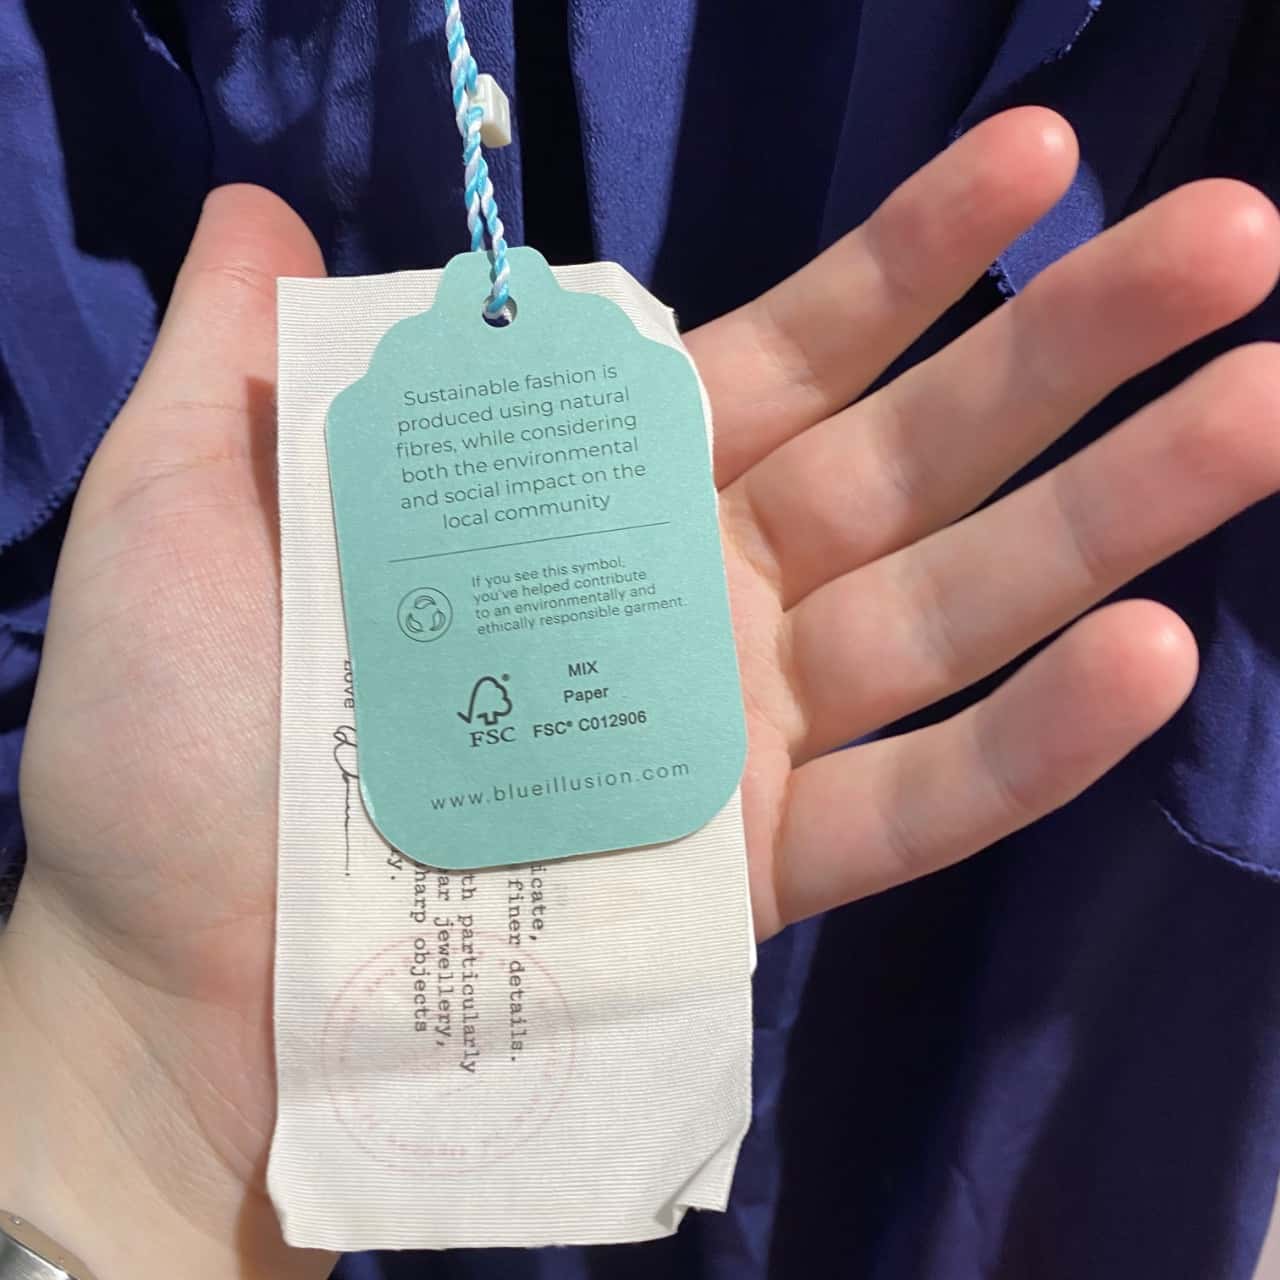 Sustainable fashion is
produced using natural
fibres, while considering
both the environmental
and social impact on the
local community
If you see this symbol,
you've helped contribute
to an environmentally and
ethically responsible garment.
FSC®
MIX
Paper
FSC® C012906
www.blueillusion.com
icate,
finer details.
th particularly
ar jewellery,
harp objects
y.
Love